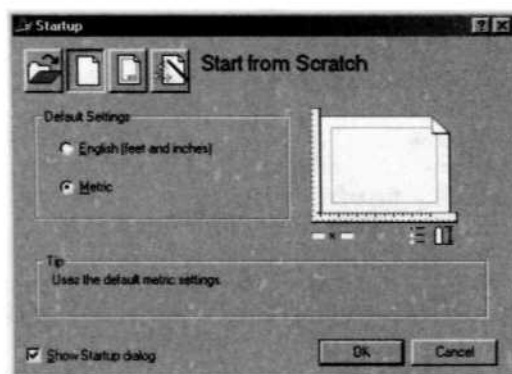 Startup
Start from Scratch
Default Settings
English (feet and inches)
Metric
Tip
Uses the default metric settings
Show Startup dialog
OK
Cancel